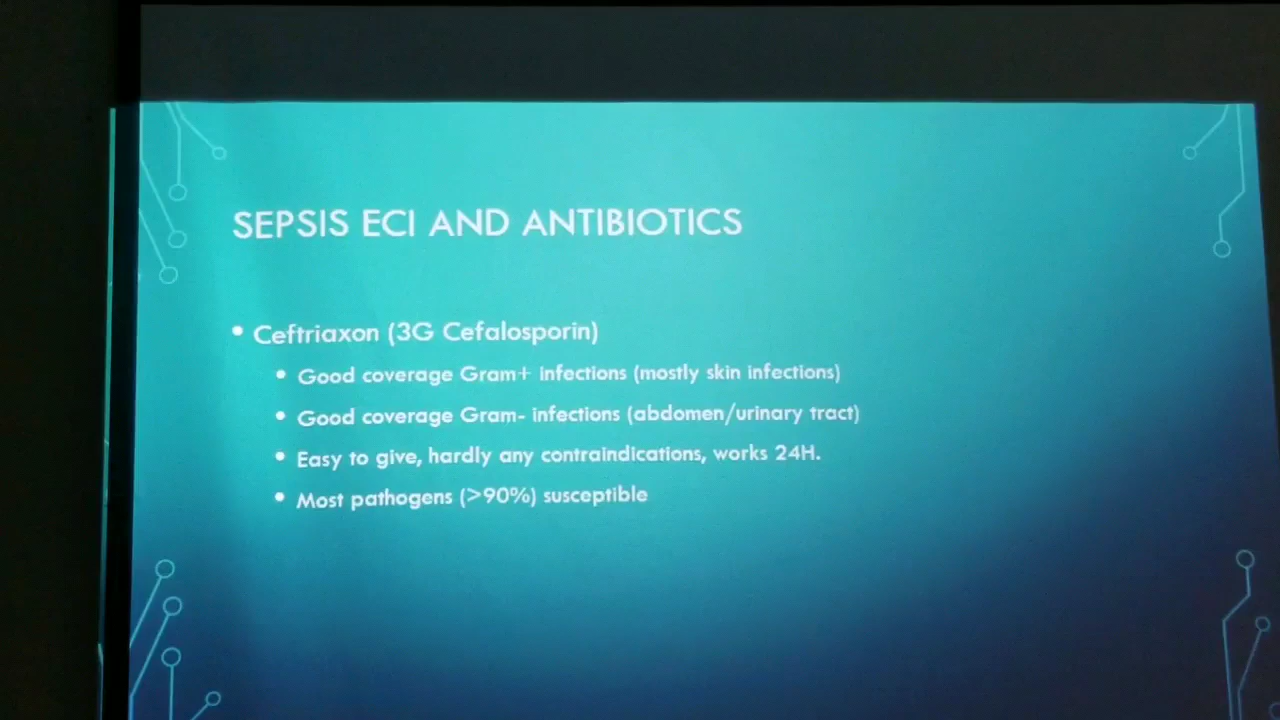 SEPSIS ECI AND ANTIBIOTICS
• Ceftriaxon (3G Cefalosporin)
• Good coverage Gram+ infections (mostly skin infections)
• Good coverage Gram- infections (abdomen/urinary tract)
• Easy to give, hardly any contraindications, works 24H.
• Most pathogens (>90%) susceptible